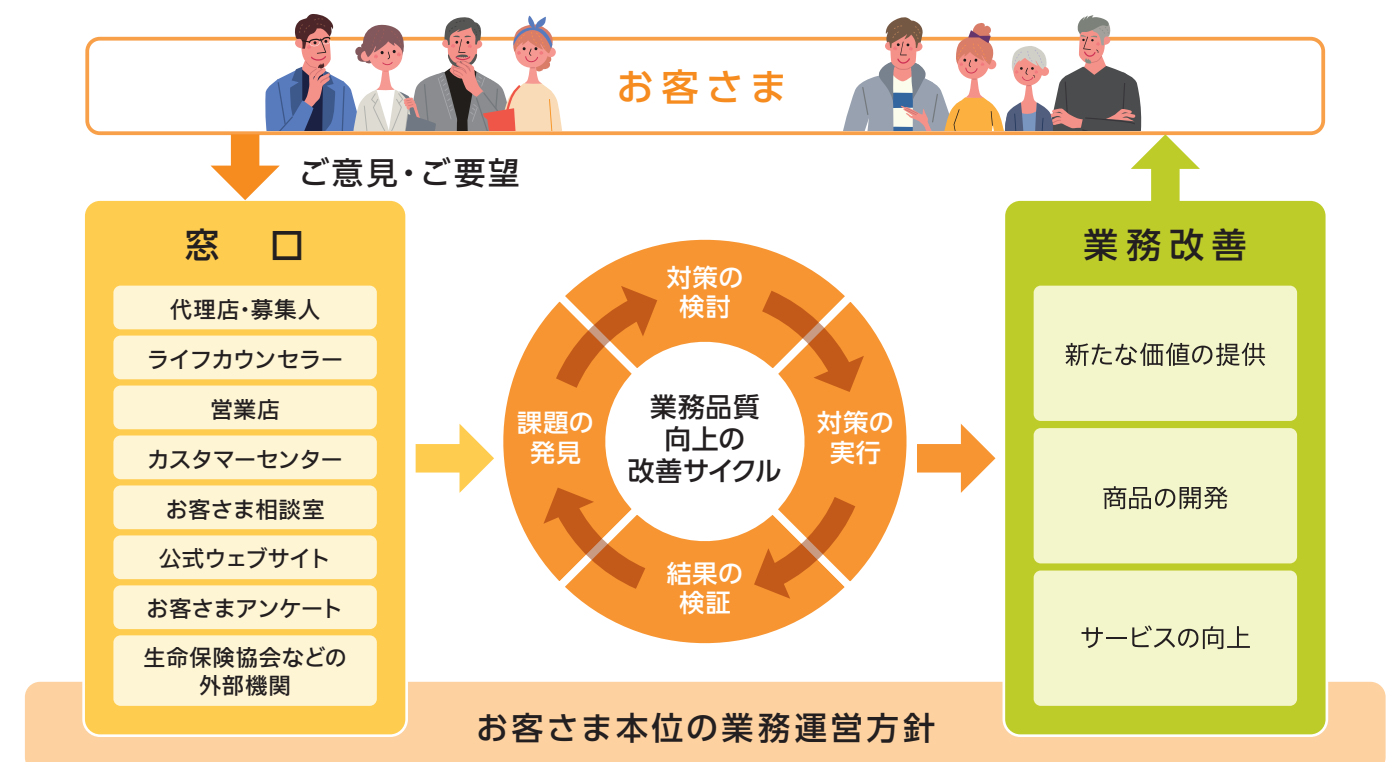 お客さま
ご意見・ご要望
窓 口
代理店・募集人
ライフカウンセラー
営業店
カスタマーセンター
お客さま相談室
公式ウェブサイト
お客さまアンケート
生命保険協会などの
外部機関
対策の
検討
課題の
発見
業務品質
向上の
改善サイクル
対策の
実行
結果の
検証
業務改善
新たな価値の提供
商品の開発
サービスの向上
お客さま本位の業務運営方針